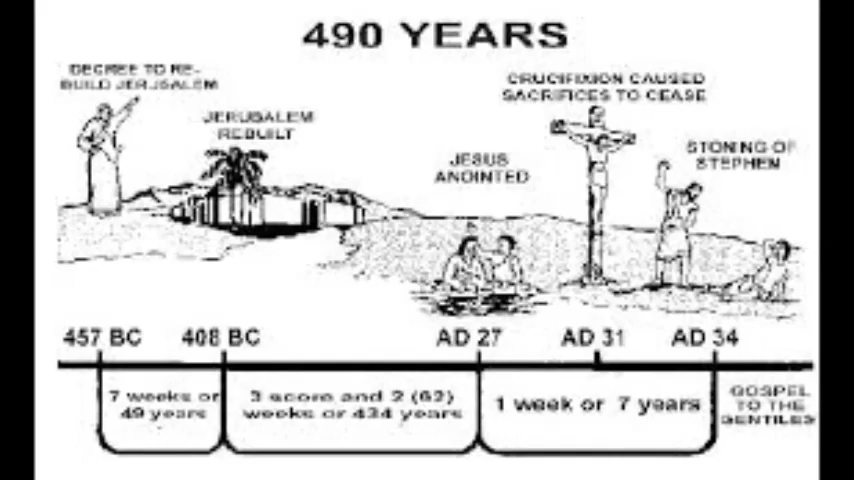 490 YEARS
DECREE TO RE-
BUILD JERUSALEM
JERUSALEM
REBUILT
CRUCIFIXION CAUSED
SACRIFICES TO CEASE
JESUS
ANOINTED
STONING OF
STEPHEN
457 BC
408 BC
AD 27
AD 31
AD 34
7 weeks or
49 years
3 score and 2 (62)
weeks or 434 years
1 week or 7 years
GOSPEL
TO THE
GENTILES